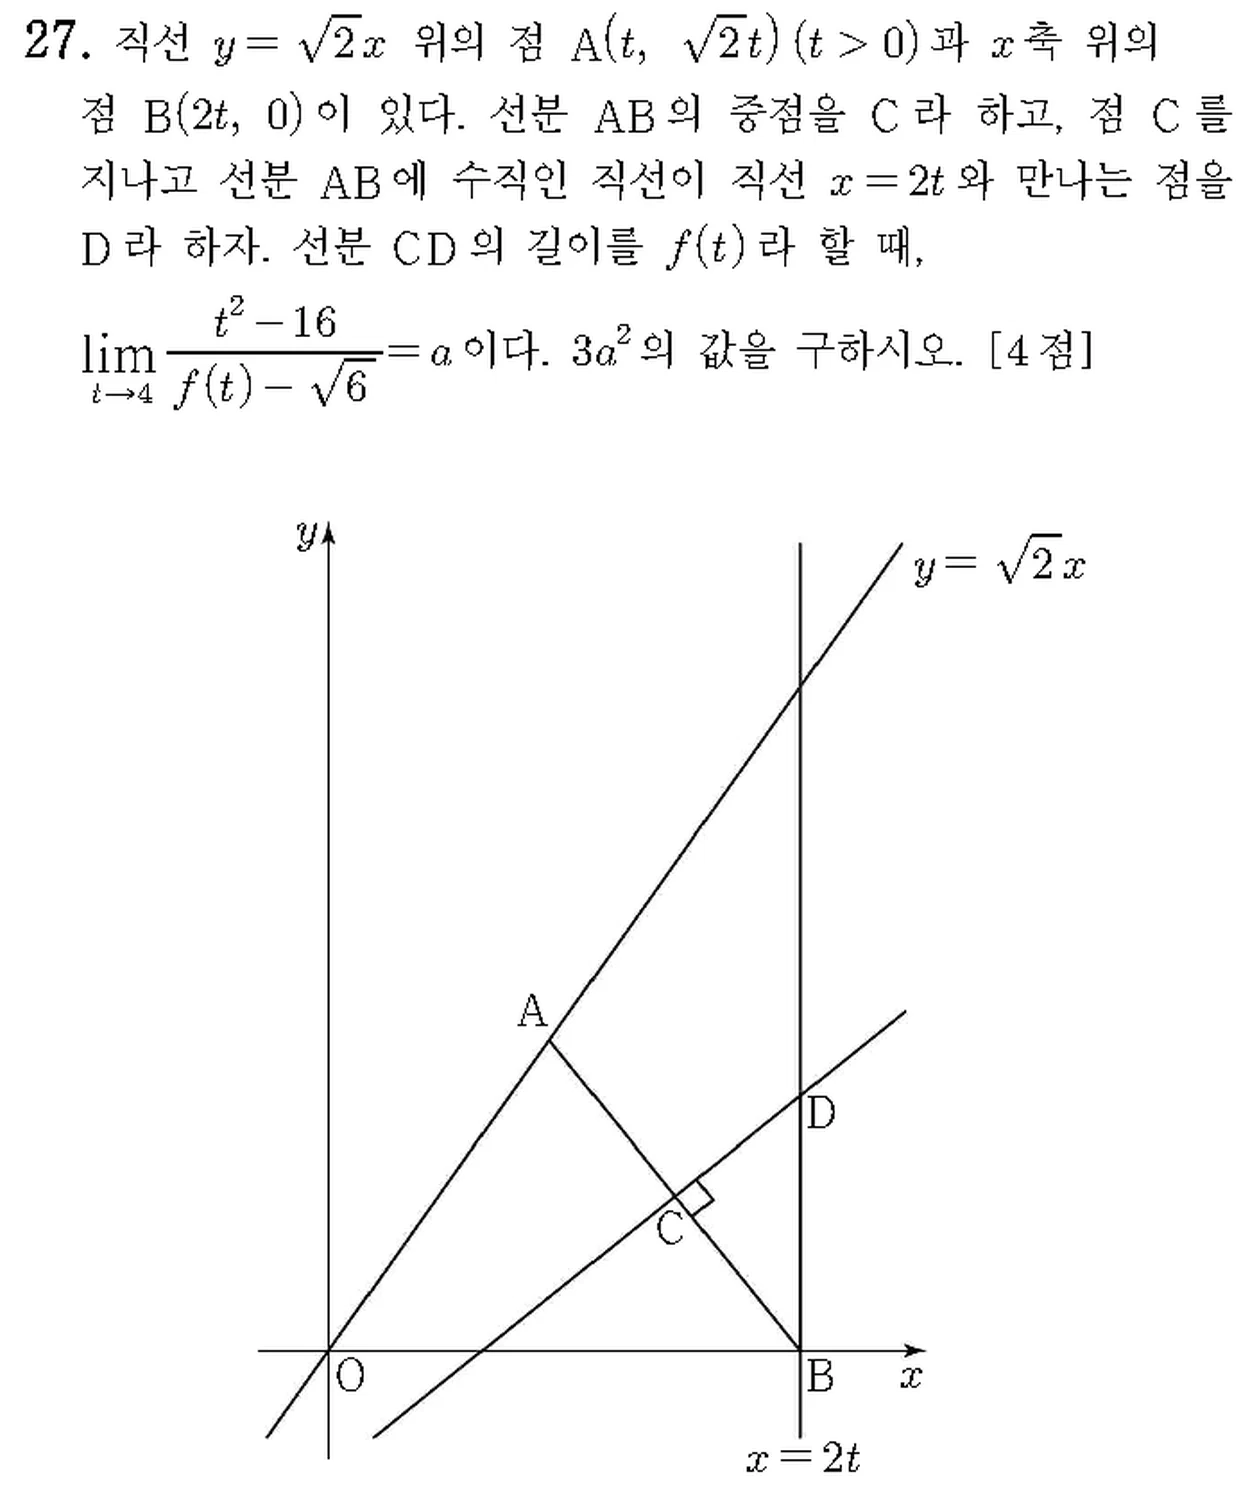 27. 직선 y = √2x 위의 점 A(t, √2t) (t > 0)과 x축 위의
점 B(2t, 0)이 있다. 선분 AB의 중점을 C라 하고, 점 C를
지나고 선분 AB에 수직인 직선이 직선 x = 2t와 만나는 점을
D라 하자. 선분 CD의 길이를 f(t)라 할 때,
lim_{t→4} (t² − 16)/(f(t) − √6) = a이다. 3a²의 값을 구하시오. [4점]
y
y = √2x
A
D
C
O
B
x
x = 2t